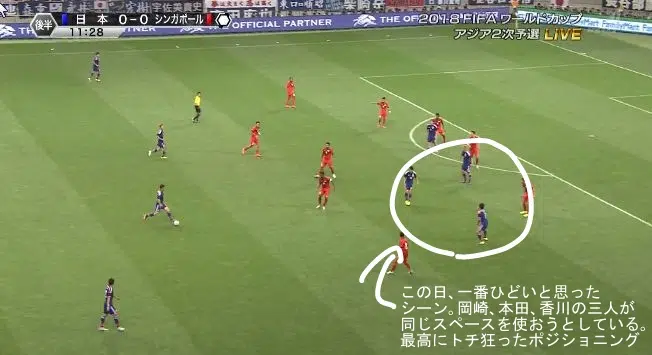 後半 日本 0-0 シンガポール
11:28
2018 FIFA ワールドカップ
アジア2次予選 LIVE
OFFICIAL PARTNER
この日、一番ひどいと思った
シーン。岡崎、本田、香川の三人が
同じスペースを使おうとしている。
最高にトチ狂ったポジショニング